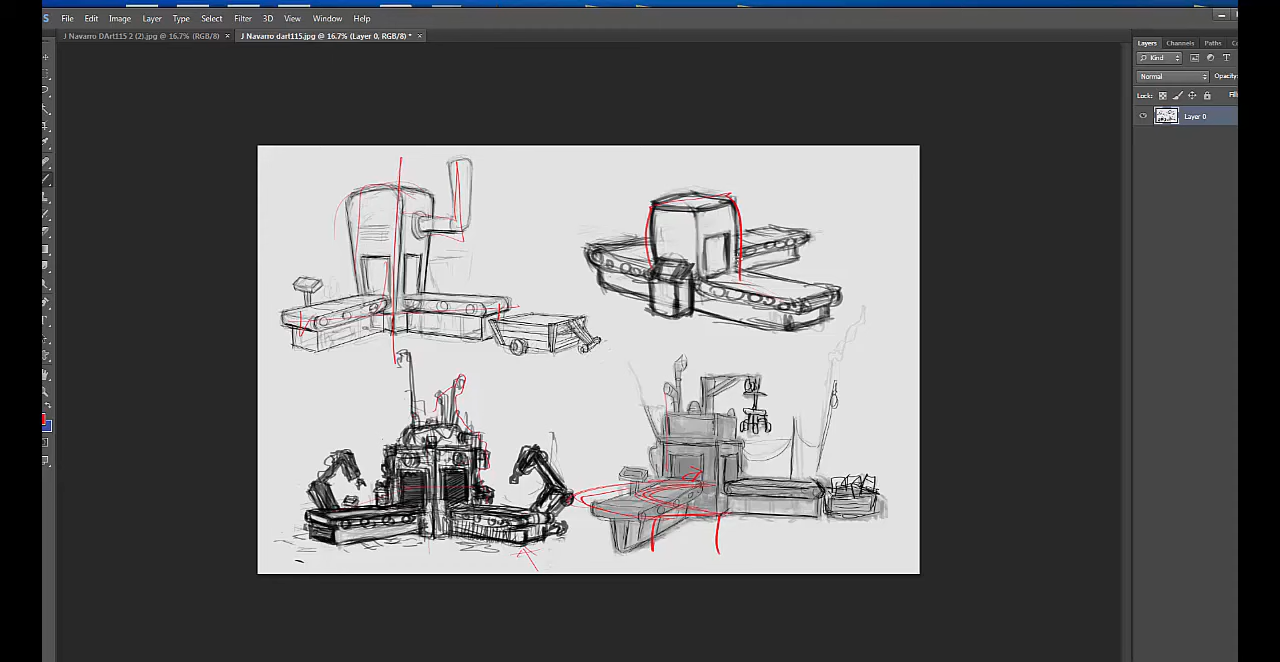 S File Edit Image Layer Type Select Filter 3D View Window Help
J Navarro DArt115 2 (2).jpg @ 16.7% (RGB/8) × J Navarro dart115.jpg @ 16.7% (Layer 0, RGB/8) * ×
Layers Channels Paths Co
Kind T
Normal Opacity:
Lock: Fill
Layer 0